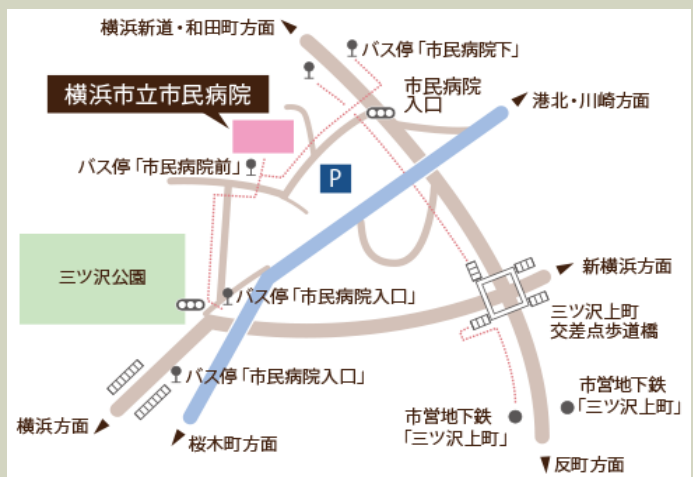 横浜新道・和田町方面
バス停「市民病院下」
市民病院
入口
港北・川崎方面
横浜市立市民病院
バス停「市民病院前」
P
三ツ沢公園
新横浜方面
バス停「市民病院入口」
三ツ沢上町
交差点歩道橋
バス停「市民病院入口」
市営地下鉄
「三ツ沢上町」
市営地下鉄
「三ツ沢上町」
横浜方面
桜木町方面
反町方面